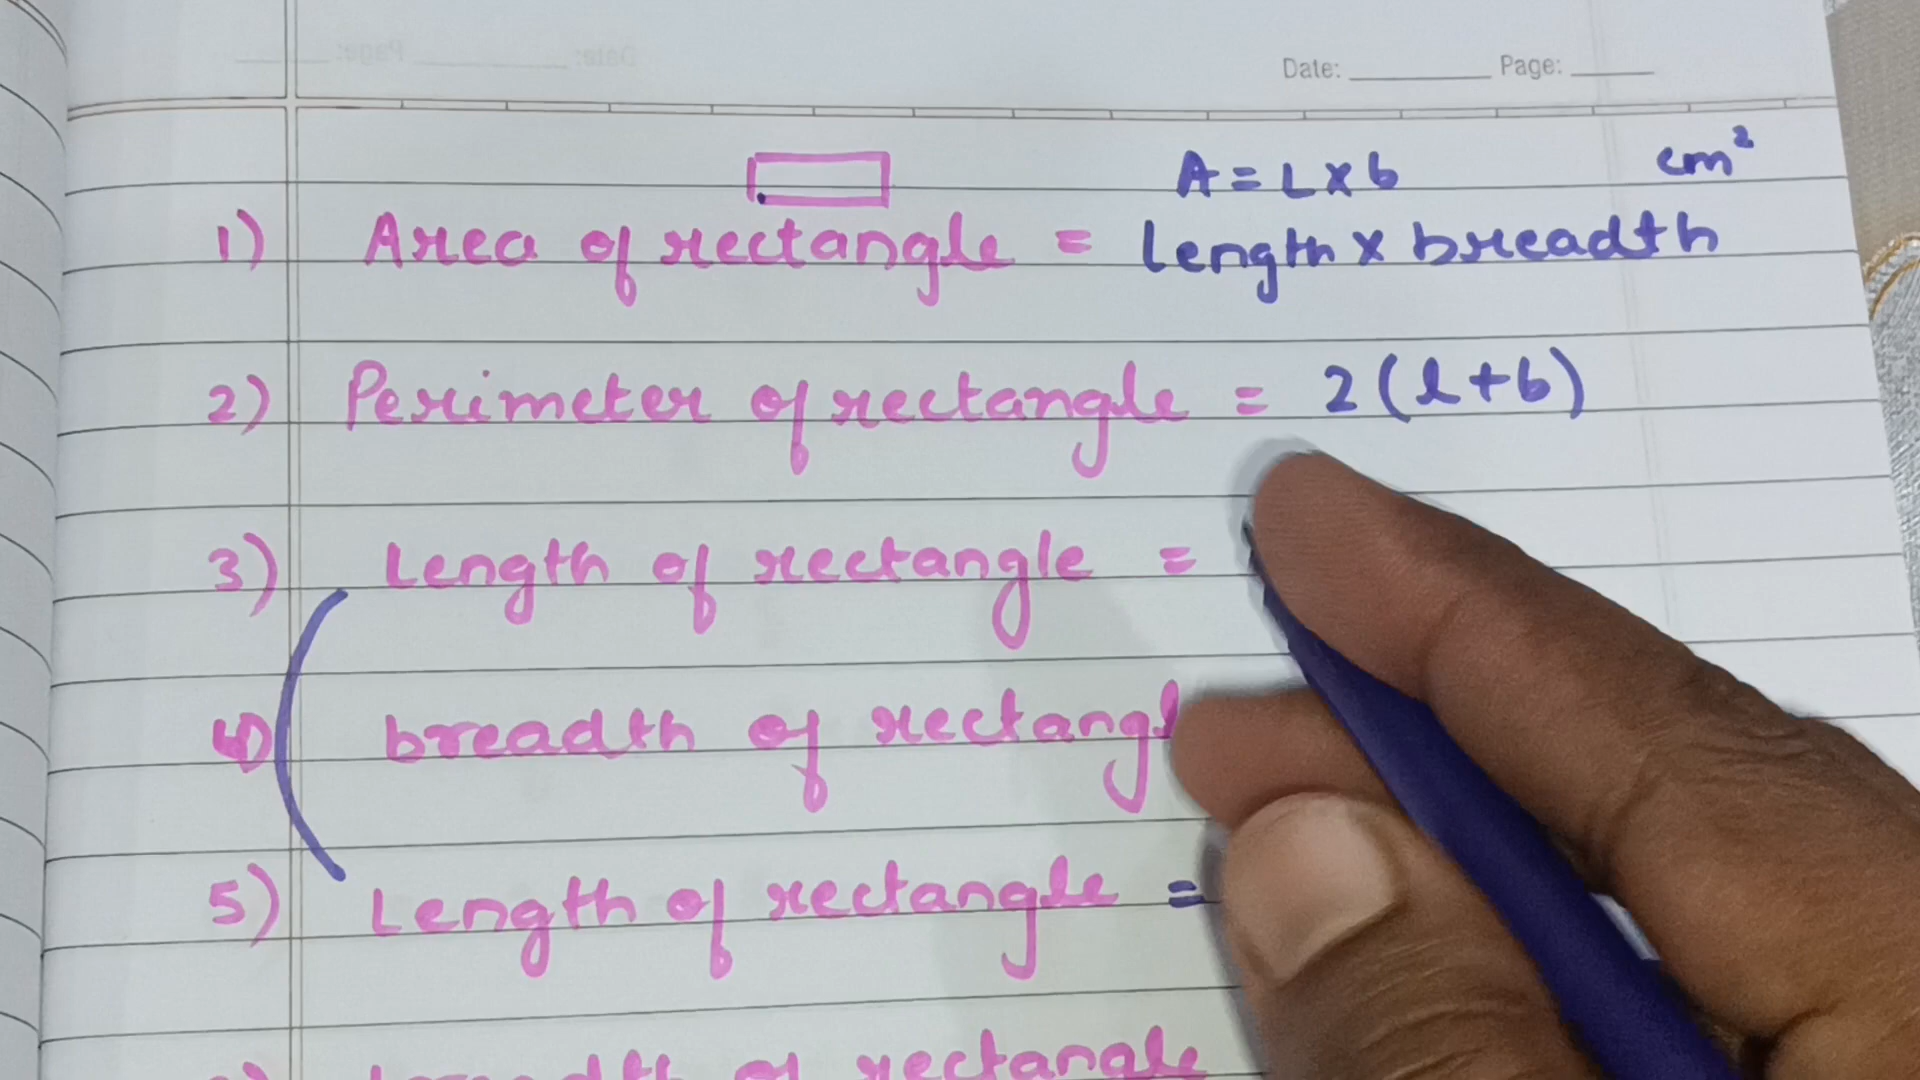 Date: Page:
A = L × b cm²
1) Area of rectangle = length × breadth
2) Perimeter of rectangle = 2(l+b)
3) Length of rectangle =
4) breadth of
5) Length of rectangle =
of rectangle